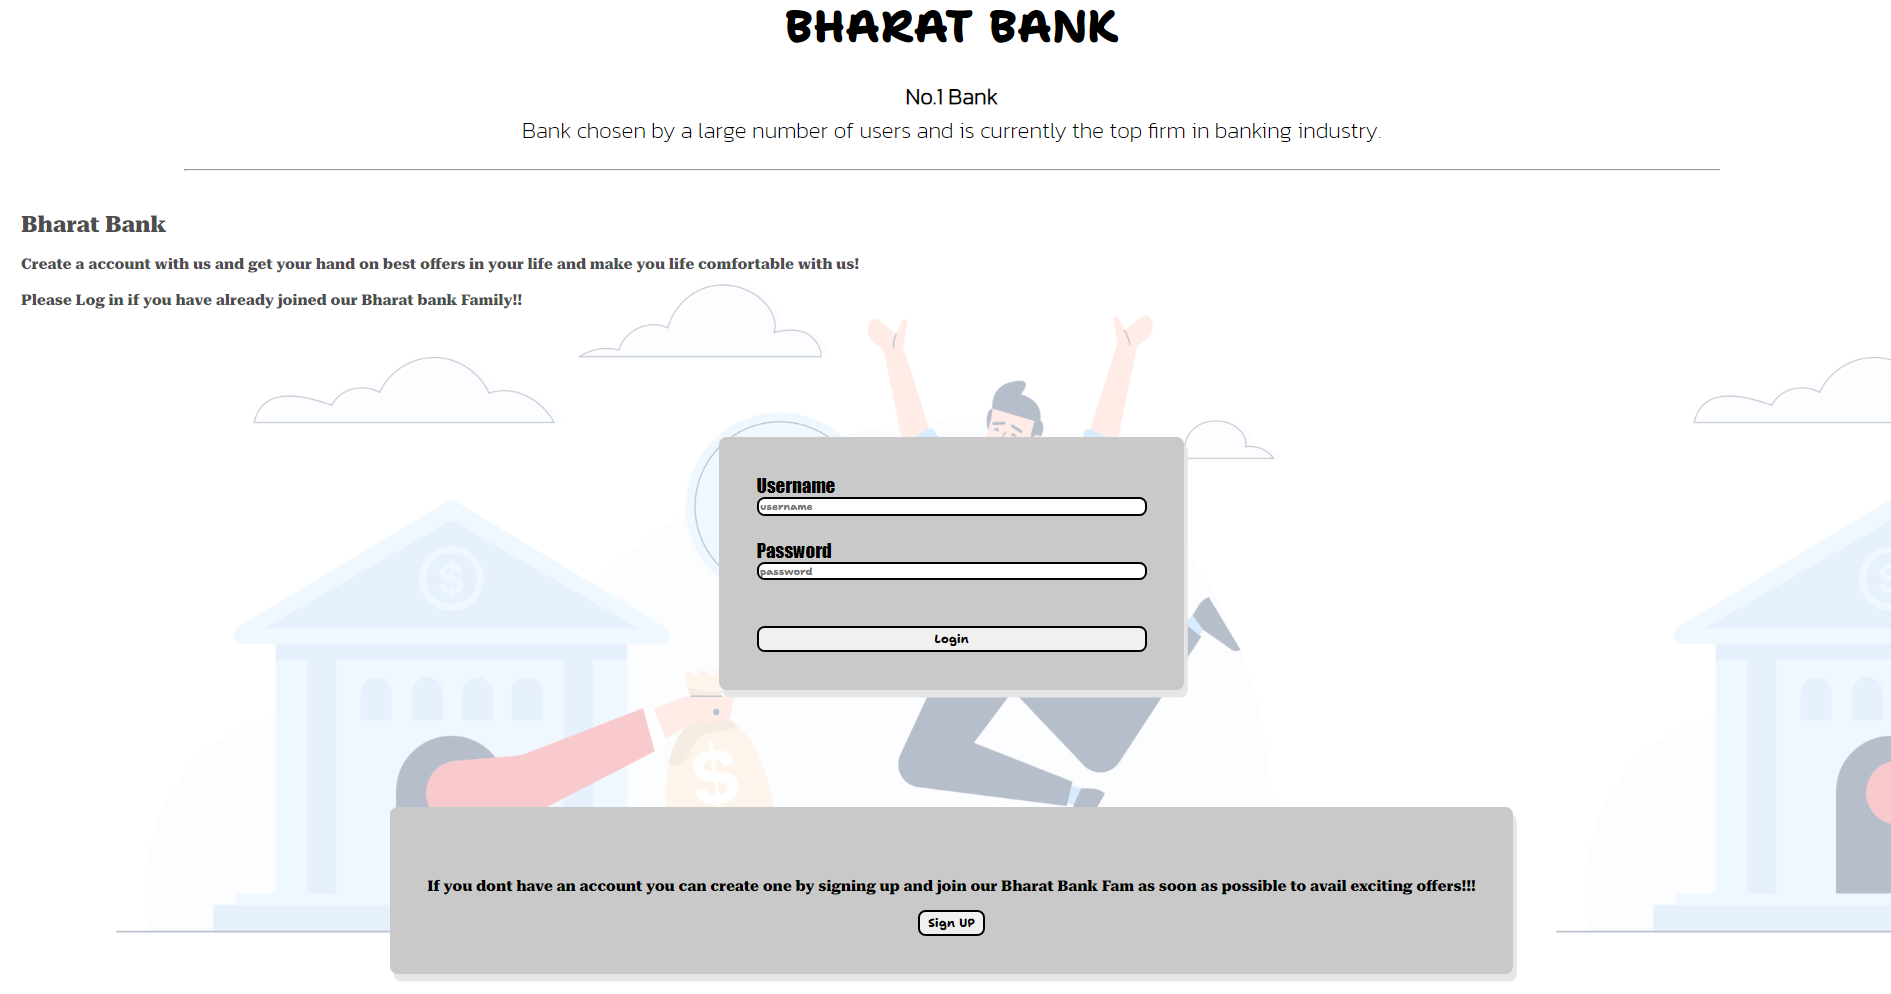 BHARAT BANK
No.1 Bank
Bank chosen by a large number of users and is currently the top firm in banking industry.
Bharat Bank
Create a account with us and get your hand on best offers in your life and make you life comfortable with us!
Please Log in if you have already joined our Bharat bank Family!!
Username
username
Password
password
Login
$
$
$
If you dont have an account you can create one by signing up and join our Bharat Bank Fam as soon as possible to avail exciting offers!!!
Sign UP